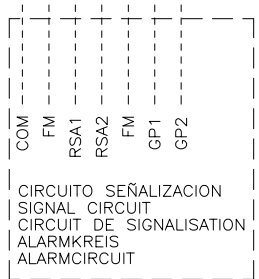 COM
FM
RSA1
RSA2
FM
GP1
GP2
CIRCUITO SEÑALIZACION
SIGNAL CIRCUIT
CIRCUIT DE SIGNALISATION
ALARMKREIS
ALARMCIRCUIT